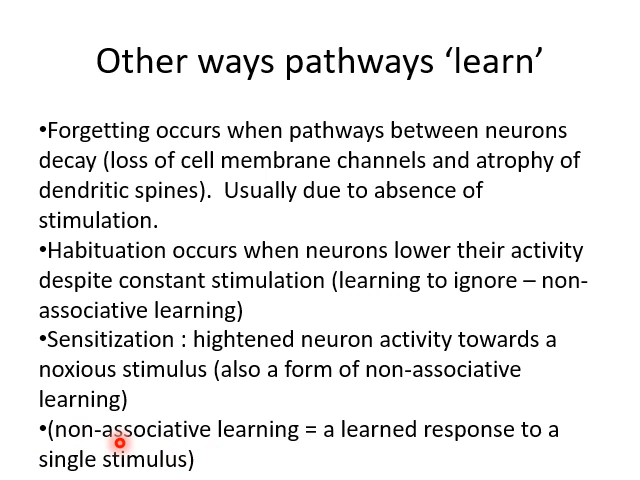 Other ways pathways ‘learn’
•Forgetting occurs when pathways between neurons
decay (loss of cell membrane channels and atrophy of
dendritic spines).  Usually due to absence of
stimulation.
•Habituation occurs when neurons lower their activity
despite constant stimulation (learning to ignore – non-
associative learning)
•Sensitization : hightened neuron activity towards a
noxious stimulus (also a form of non-associative
learning)
•(non-associative learning = a learned response to a
single stimulus)